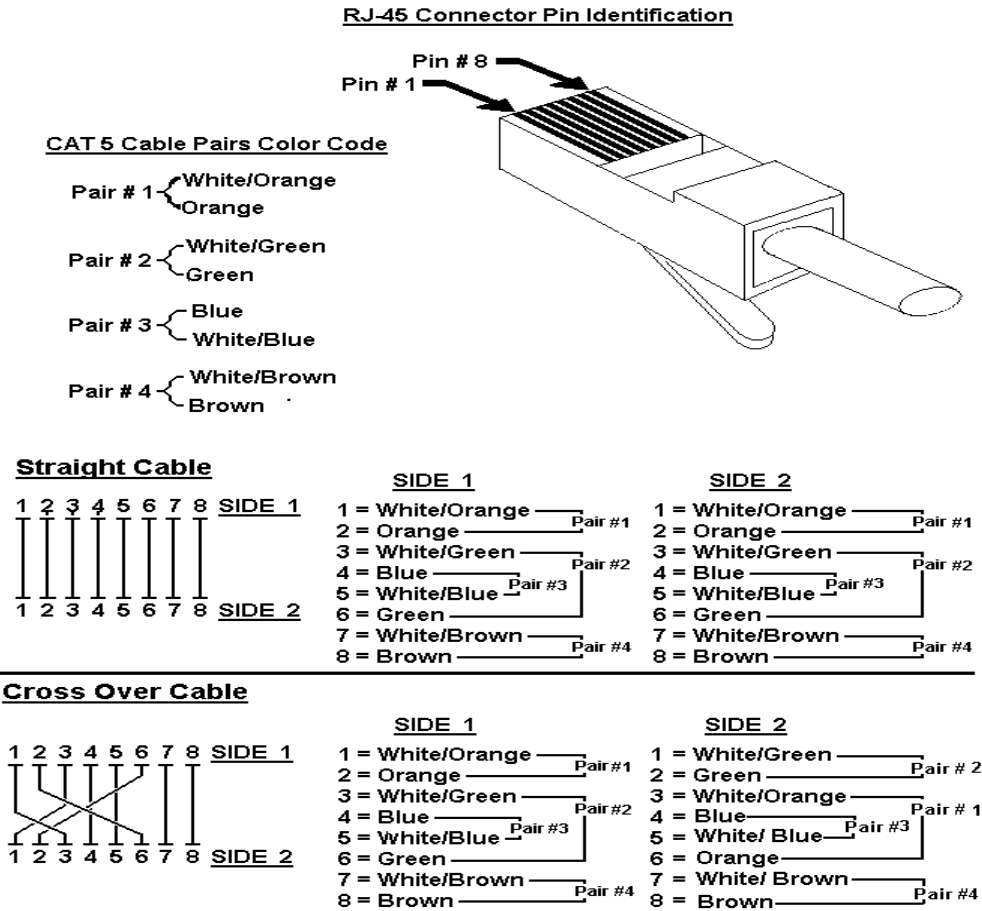 RJ-45 Connector Pin Identification
Pin # 8
Pin # 1
CAT 5 Cable Pairs Color Code
Pair # 1
White/Orange
Orange
Pair # 2
White/Green
Green
Pair # 3
Blue
White/Blue
Pair # 4
White/Brown
Brown
Straight Cable
1 2 3 4 5 6 7 8 SIDE 1
1 2 3 4 5 6 7 8 SIDE 2
SIDE 1
1 = White/Orange
2 = Orange
Pair #1
3 = White/Green
4 = Blue
5 = White/Blue
Pair #3
6 = Green
Pair #2
7 = White/Brown
8 = Brown
Pair #4
SIDE 2
1 = White/Orange
2 = Orange
Pair #1
3 = White/Green
4 = Blue
5 = White/Blue
Pair #3
6 = Green
Pair #2
7 = White/Brown
8 = Brown
Pair #4
Cross Over Cable
1 2 3 4 5 6 7 8 SIDE 1
1 2 3 4 5 6 7 8 SIDE 2
SIDE 1
1 = White/Orange
2 = Orange
Pair#1
3 = White/Green
4 = Blue
5 = White/Blue
Pair #3
6 = Green
Pair#2
7 = White/Brown
8 = Brown
Pair #4
SIDE 2
1 = White/Green
2 = Green
Pair # 2
3 = White/Orange
4 = Blue
5 = White/ Blue
Pair #3
6 = Orange
Pair # 1
7 = White/ Brown
8 = Brown
Pair #4